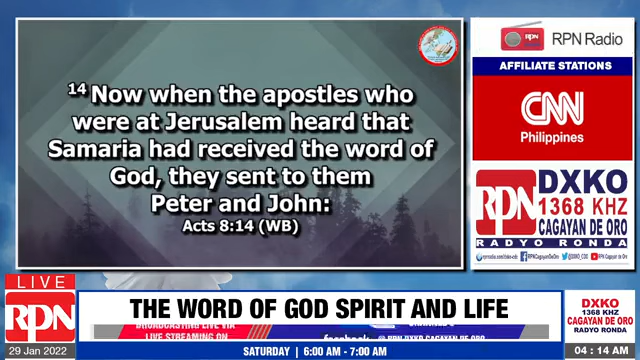 14 Now when the apostles who
were at Jerusalem heard that
Samaria had received the word of
God, they sent to them
Peter and John:
Acts 8:14 (WB)
RPN Radio
AFFILIATE STATIONS
CNN
Philippines
RPN DXKO
1368 KHZ
CAGAYAN DE ORO
RADYO RONDA
LIVE
RPN
29 Jan 2022
THE WORD OF GOD SPIRIT AND LIFE
BROADCASTING LIVE VIA
LIVE STREAMING ON
SATURDAY | 6:00 AM - 7:00 AM
DXKO
1368 KHZ
CAGAYAN DE ORO
RADYO RONDA
04 : 14 AM